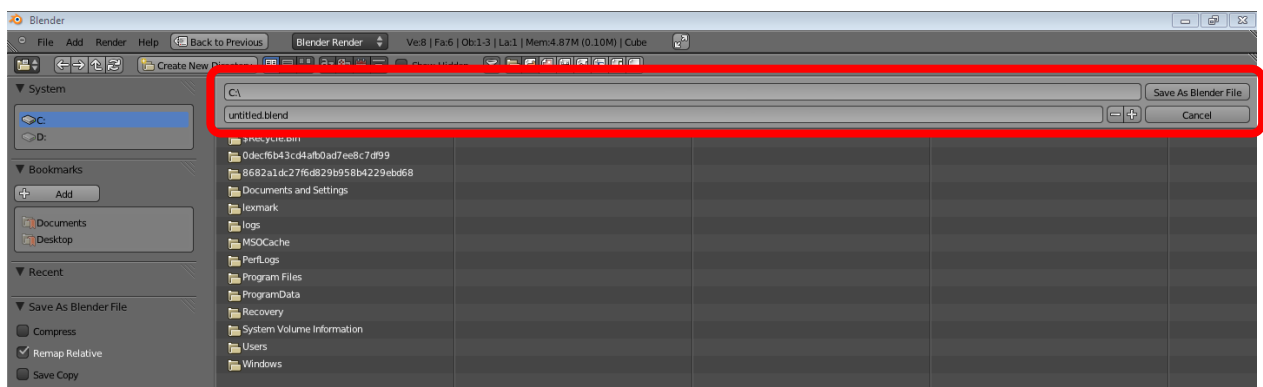 Blender
File Add Render Help Back to Previous Blender Render Ve:8 | Fa:6 | Ob:1-3 | La:1 | Mem:4.87M (0.10M) | Cube
Create New Directory Show Hidden
System
C:\ Save As Blender File
untitled.blend Cancel
C:
D:
$Recycle.Bin
0decf6b43cd4afb0ad7ee8c7df99
Bookmarks
8682a1dc27f6d829b958b4229ebd68
Add
Documents and Settings
lexmark
Documents
logs
Desktop
MSOCache
PerfLogs
Recent
Program Files
ProgramData
Save As Blender File
Recovery
Compress
System Volume Information
Remap Relative
Users
Windows
Save Copy